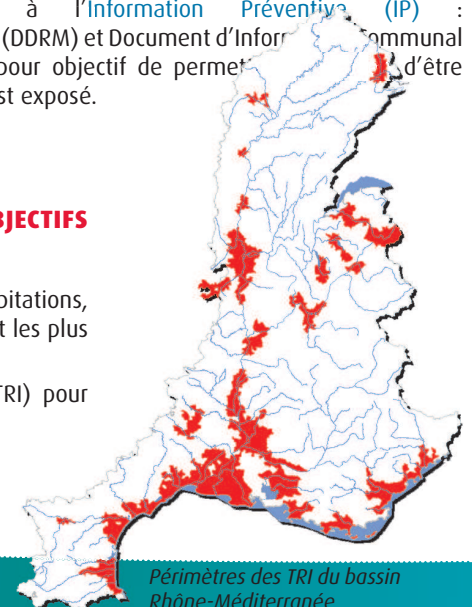 à l'Information Préventive (IP) :
(DDRM) et Document d'Infor ommunal
pour objectif de permet d'être
st exposé.
BJECTIFS
bitations,
t les plus
TRI) pour
Périmètres des TRI du bassin
Rhône-Méditerranée